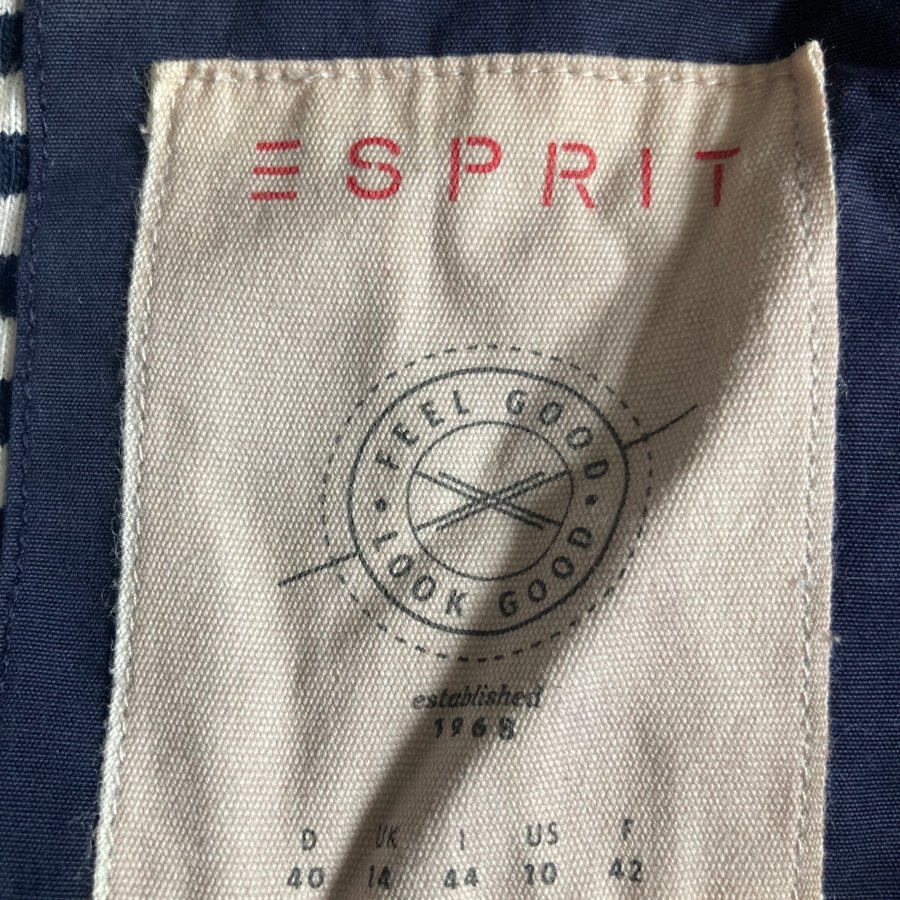 ESPRIT
FEEL GOOD
• LOOK GOOD •
established
1968
D UK I US F
40 14 44 10 42